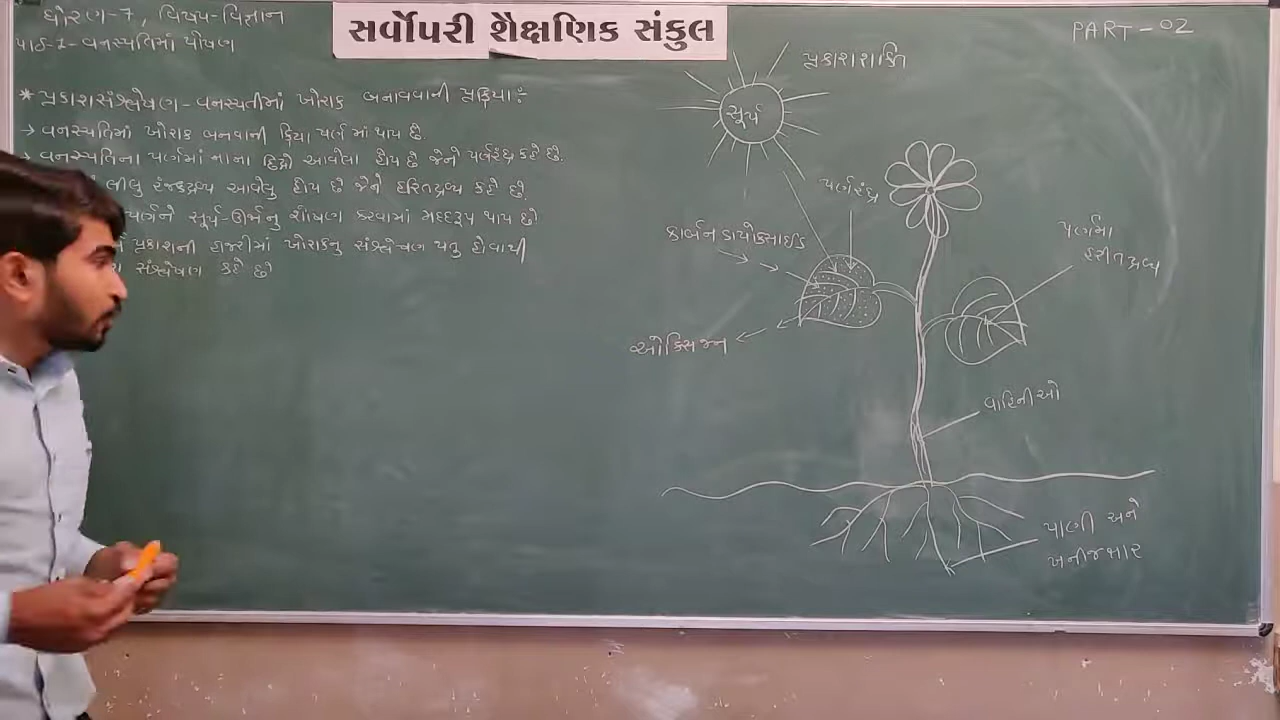 ધોરણ-7, વિષય-વિજ્ઞાન
પાઠ-1-વનસ્પતિમાં પોષણ
સર્વોપરી શૈક્ષણિક સંકુલ
PART-02
* પ્રકાશસંશ્લેષણ-વનસ્પતીમાં ખોરાક બનાવવાની પ્રક્રિયા:
→ વનસ્પતિમાં ખોરાક બનવાની ક્રિયા પર્ણ માં થાય છે.
વનસ્પતિના પર્ણમાં નાના છિદ્રો આવેલા હોય છે જેને પર્ણરંધ્ર કહે છે.
લીલુ રંજકદ્રવ્ય આવેલુ હોય છે જેને હરિતદ્રવ્ય કહે છે.
પર્ણને સૂર્ય-ઊર્જાનુ શોષણ કરવામાં મદદરૂપ થાય છે
પ્રકાશની હાજરીમાં ખોરાકનુ સંશ્લેષણ થતુ હોવાથી
સંશ્લેષણ કહે છે
પ્રકાશશક્તિ
સૂર્ય
પર્ણરંધ્ર
કાર્બન ડાયોક્સાઈડ
પર્ણમા
હરીતદ્રવ્ય
ઓક્સિજન
વાહિનીઓ
પાણી અને
ખનીજક્ષાર